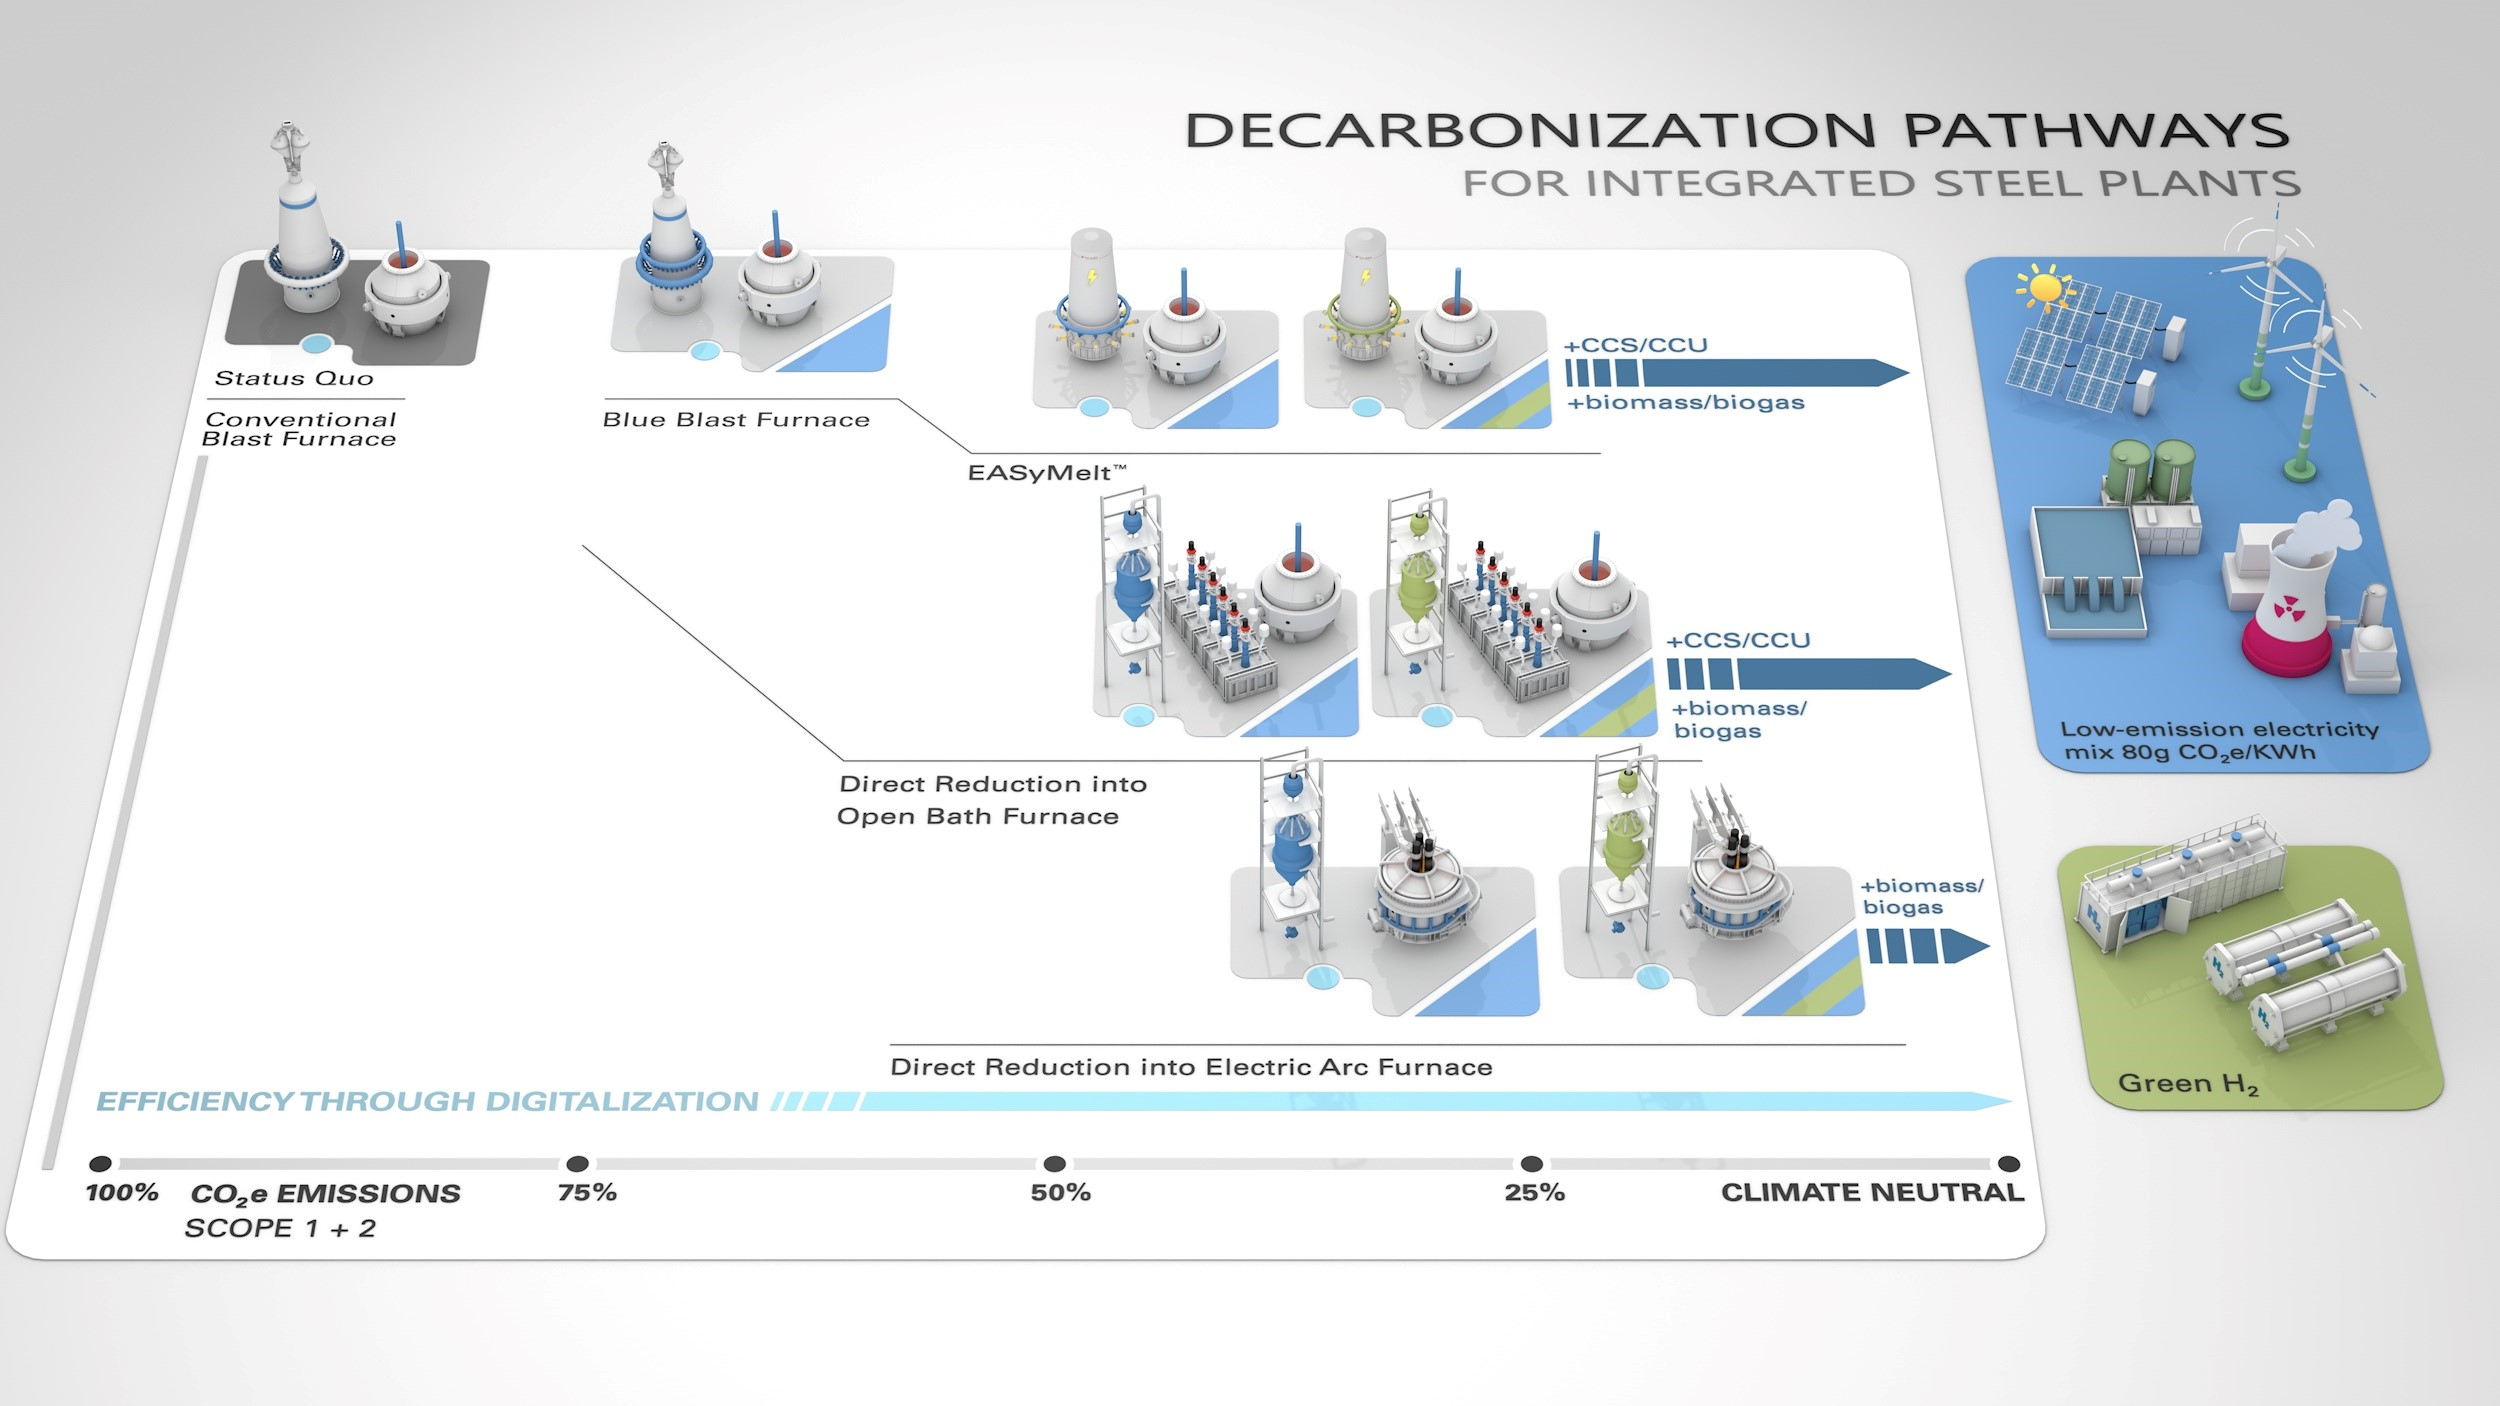 DECARBONIZATION PATHWAYS
FOR INTEGRATED STEEL PLANTS
Status Quo
Conventional
Blast Furnace
Blue Blast Furnace
+CCS/CCU
+biomass/biogas
EASyMelt™
+CCS/CCU
+biomass/
biogas
Direct Reduction into
Open Bath Furnace
+biomass/
biogas
Direct Reduction into Electric Arc Furnace
EFFICIENCY THROUGH DIGITALIZATION
100%
CO₂e EMISSIONS
SCOPE 1 + 2
75%
50%
25%
CLIMATE NEUTRAL
Low-emission electricity
mix 80g CO₂e/KWh
H₂
H₂
H₂
Green H₂